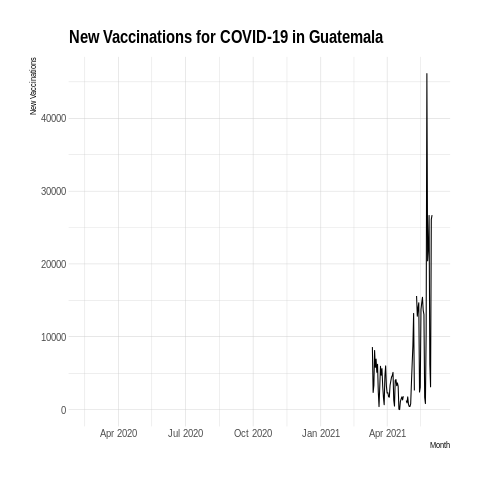 New Vaccinations for COVID-19 in Guatemala
New Vaccinations
40000
30000
20000
10000
0
Apr 2020 Jul 2020 Oct 2020 Jan 2021 Apr 2021
Month